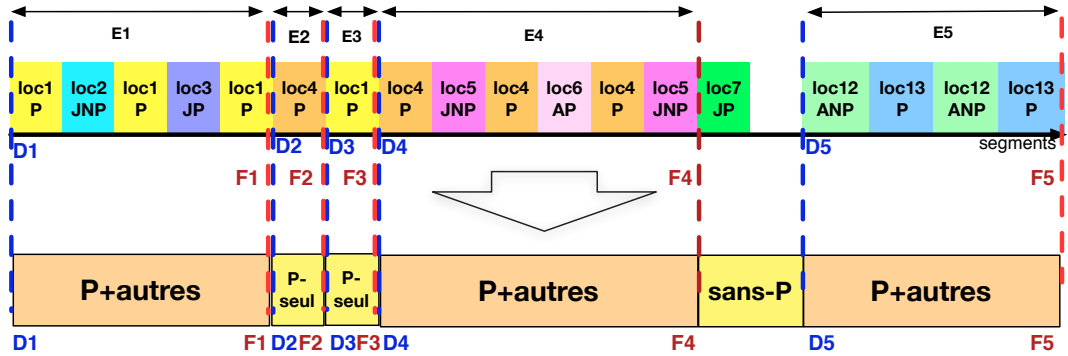 E1 E2 E3 E4 E5
loc1 loc2 loc1 loc3 loc1 loc4 loc1 loc4 loc5 loc4 loc6 loc4 loc5 loc7 loc12 loc13 loc12 loc13
P JNP P JP P P P P JNP P AP P JNP JP ANP P ANP P
D1 D2 D3 D4 D5 segments
F1 F2 F3 F4 F5
P+autres P- P- P+autres sans-P P+autres
seul seul
D1 F1 D2 F2 D3 F3 D4 F4 D5 F5